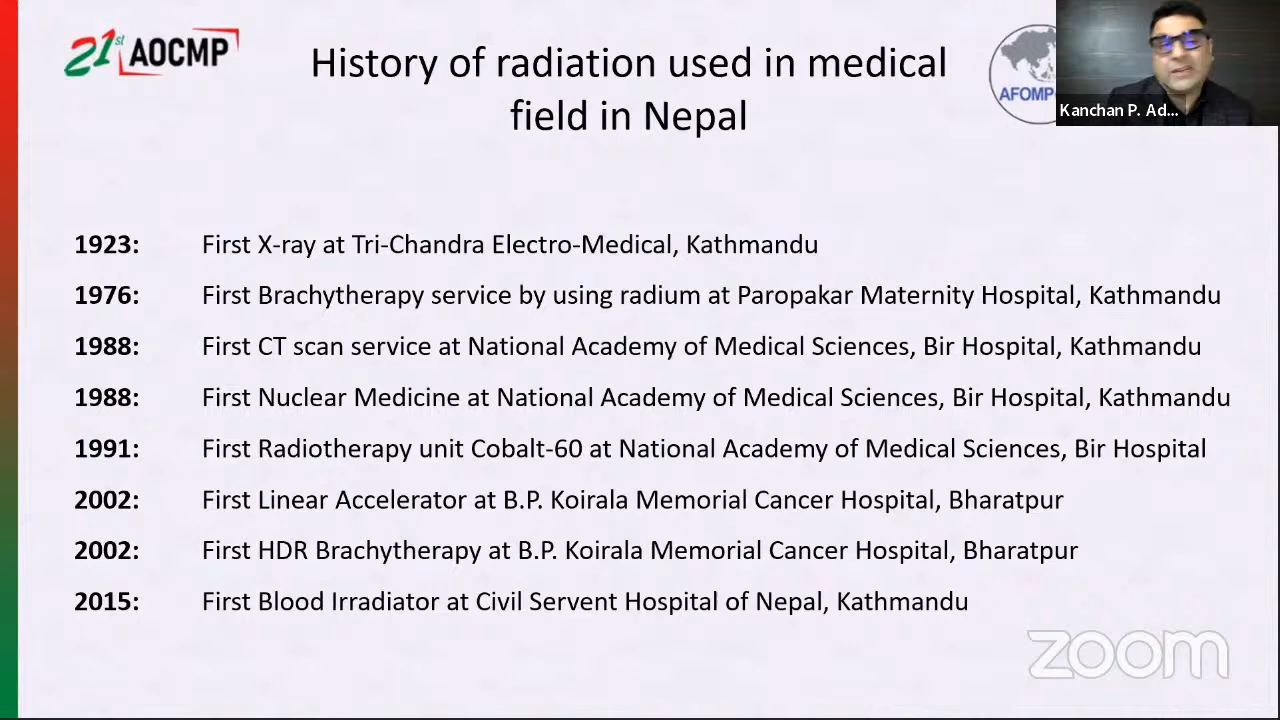 21st AOCMP
History of radiation used in medical
field in Nepal
AFOMP
Kanchan P. Ad...
1923: First X-ray at Tri-Chandra Electro-Medical, Kathmandu
1976: First Brachytherapy service by using radium at Paropakar Maternity Hospital, Kathmandu
1988: First CT scan service at National Academy of Medical Sciences, Bir Hospital, Kathmandu
1988: First Nuclear Medicine at National Academy of Medical Sciences, Bir Hospital, Kathmandu
1991: First Radiotherapy unit Cobalt-60 at National Academy of Medical Sciences, Bir Hospital
2002: First Linear Accelerator at B.P. Koirala Memorial Cancer Hospital, Bharatpur
2002: First HDR Brachytherapy at B.P. Koirala Memorial Cancer Hospital, Bharatpur
2015: First Blood Irradiator at Civil Servent Hospital of Nepal, Kathmandu
zoom